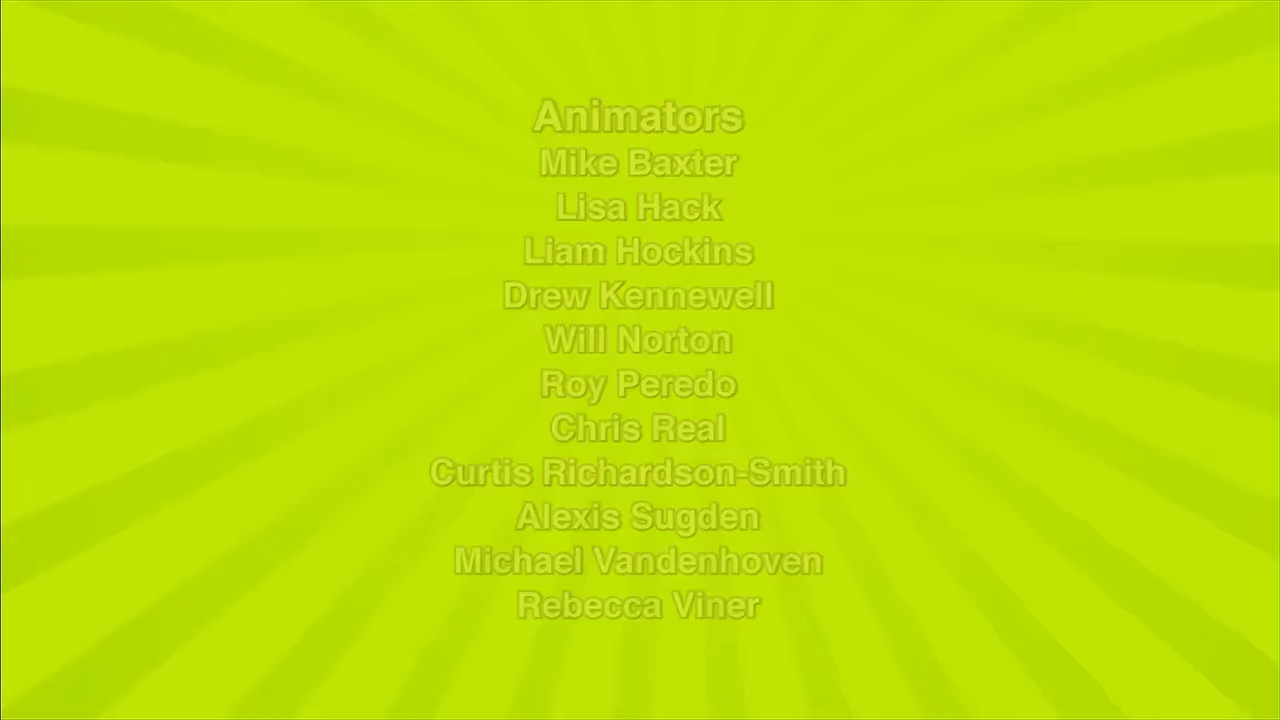 Animators
Mike Baxter
Lisa Hack
Liam Hockins
Drew Kennewell
Will Norton
Roy Peredo
Chris Real
Curtis Richardson-Smith
Alexis Sugden
Michael Vandenhoven
Rebecca Viner